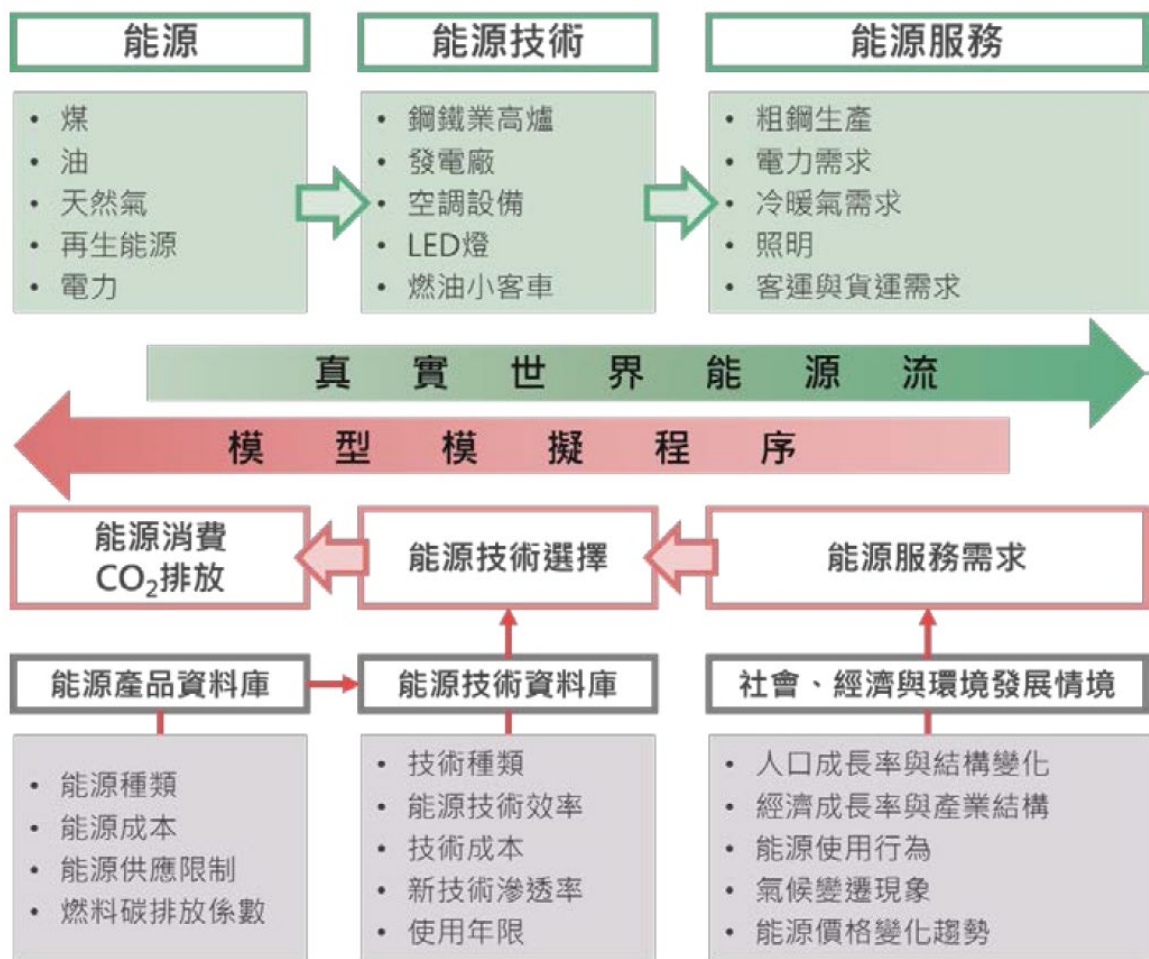 能源
能源技術
能源服務
• 煤
• 油
• 天然氣
• 再生能源
• 電力
• 鋼鐵業高爐
• 發電廠
• 空調設備
• LED燈
• 燃油小客車
• 粗鋼生產
• 電力需求
• 冷暖氣需求
• 照明
• 客運與貨運需求
真實世界能源流
模型模擬程序
能源消費
CO₂排放
能源技術選擇
能源服務需求
能源產品資料庫
能源技術資料庫
社會、經濟與環境發展情境
• 能源種類
• 能源成本
• 能源供應限制
• 燃料碳排放係數
• 技術種類
• 能源技術效率
• 技術成本
• 新技術滲透率
• 使用年限
• 人口成長率與結構變化
• 經濟成長率與產業結構
• 能源使用行為
• 氣候變遷現象
• 能源價格變化趨勢